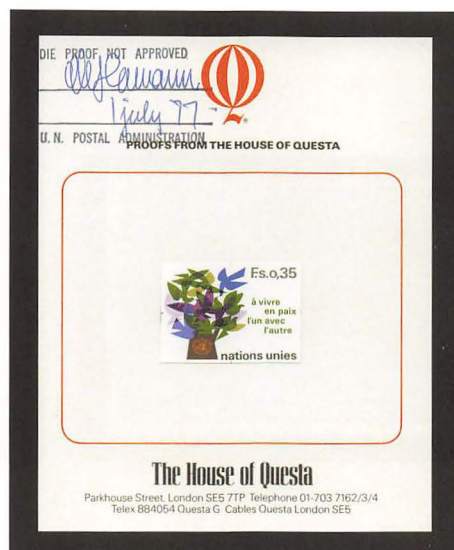 DIE PROOF NOT APPROVED
1 july 77
U.N. POSTAL ADMINISTRATION
PROOFS FROM THE HOUSE OF QUESTA
F.s.0,35
à vivre
en paix
l'un avec
l'autre
nations unies
The House of Questa
Parkhouse Street, London SE5 7TP Telephone 01-703 7162/3/4
Telex 884054 Questa G Cables Questa London SE5